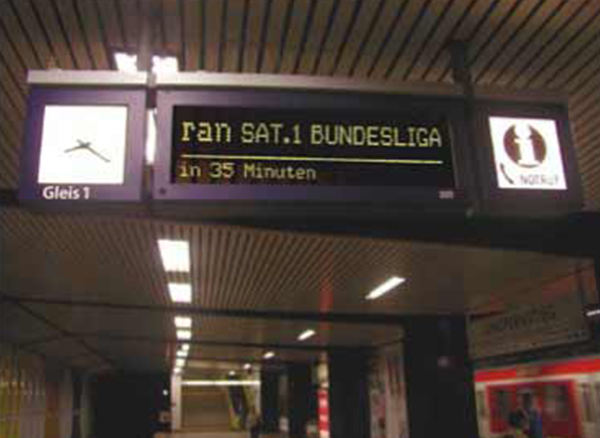 ran SAT.1 BUNDESLIGA
in 35 Minuten
Gleis 1
i
NOTRUF